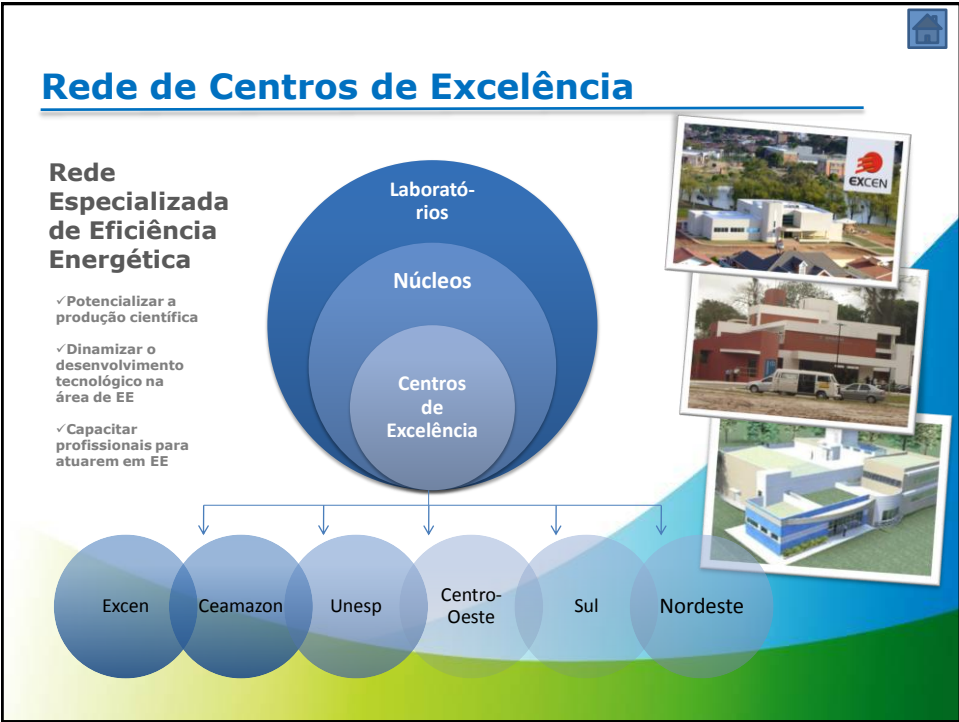 Rede de Centros de Excelência
Rede
Especializada
de Eficiência
Energética
✓Potencializar a
produção científica
✓Dinamizar o
desenvolvimento
tecnológico na
área de EE
✓Capacitar
profissionais para
atuarem em EE
Laborató-
rios
Núcleos
Centros
de
Excelência
EXCEN
Excen
Ceamazon
Unesp
Centro-
Oeste
Sul
Nordeste